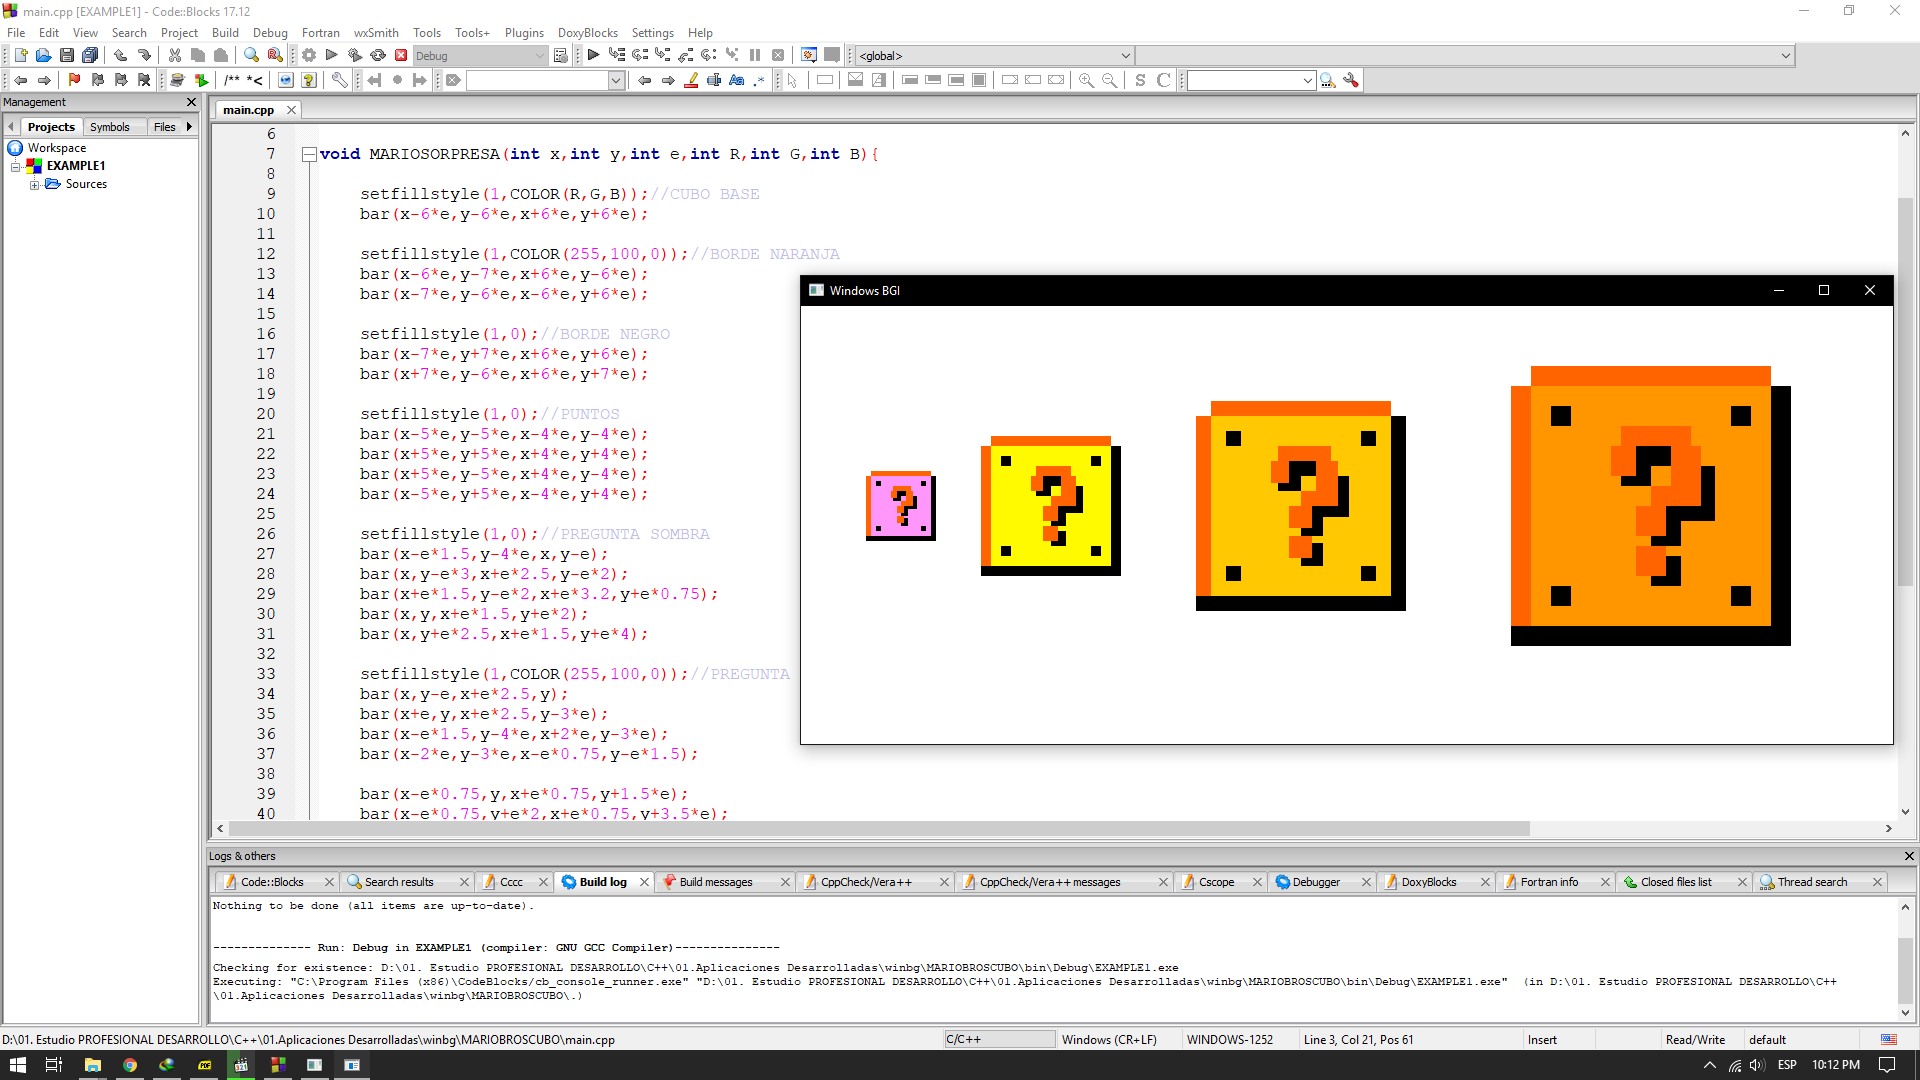 main.cpp [EXAMPLE1] - Code::Blocks 17.12
File Edit View Search Project Build Debug Fortran wxSmith Tools Tools+ Plugins DoxyBlocks Settings Help
Debug
<global>
/** *<
Aa .*
S C
Management
main.cpp
Projects Symbols Files
Workspace
EXAMPLE1
Sources
6
7 void MARIOSORPRESA(int x,int y,int e,int R,int G,int B){
8
9 setfillstyle(1,COLOR(R,G,B));//CUBO BASE
10 bar(x-6*e,y-6*e,x+6*e,y+6*e);
11
12 setfillstyle(1,COLOR(255,100,0));//BORDE NARANJA
13 bar(x-6*e,y-7*e,x+6*e,y-6*e);
14 bar(x-7*e,y-6*e,x-6*e,y+6*e);
15
16 setfillstyle(1,0);//BORDE NEGRO
17 bar(x-7*e,y+7*e,x+6*e,y+6*e);
18 bar(x+7*e,y-6*e,x+6*e,y+7*e);
19
20 setfillstyle(1,0);//PUNTOS
21 bar(x-5*e,y-5*e,x-4*e,y-4*e);
22 bar(x+5*e,y+5*e,x+4*e,y+4*e);
23 bar(x+5*e,y-5*e,x+4*e,y-4*e);
24 bar(x-5*e,y+5*e,x-4*e,y+4*e);
25
26 setfillstyle(1,0);//PREGUNTA SOMBRA
27 bar(x-e*1.5,y-4*e,x,y-e);
28 bar(x,y-e*3,x+e*2.5,y-e*2);
29 bar(x+e*1.5,y-e*2,x+e*3.2,y+e*0.75);
30 bar(x,y,x+e*1.5,y+e*2);
31 bar(x,y+e*2.5,x+e*1.5,y+e*4);
32
33 setfillstyle(1,COLOR(255,100,0));//PREGUNTA
34 bar(x,y-e,x+e*2.5,y);
35 bar(x+e,y,x+e*2.5,y-3*e);
36 bar(x-e*1.5,y-4*e,x+2*e,y-3*e);
37 bar(x-2*e,y-3*e,x-e*0.75,y-e*1.5);
38
39 bar(x-e*0.75,y,x+e*0.75,y+1.5*e);
40 bar(x-e*0.75,y+e*2,x+e*0.75,y+3.5*e);
Windows BGI
? ? ? ?
Logs & others
Code::Blocks Search results Cccc Build log Build messages CppCheck/Vera++ CppCheck/Vera++ messages Cscope Debugger DoxyBlocks Fortran info Closed files list Thread search
Nothing to be done (all items are up-to-date).
-------------- Run: Debug in EXAMPLE1 (compiler: GNU GCC Compiler)---------------
Checking for existence: D:\01. Estudio PROFESIONAL DESARROLLO\C++\01.Aplicaciones Desarrolladas\winbg\MARIOBROSCUBO\bin\Debug\EXAMPLE1.exe
Executing: "C:\Program Files (x86)\CodeBlocks/cb_console_runner.exe" "D:\01. Estudio PROFESIONAL DESARROLLO\C++\01.Aplicaciones Desarrolladas\winbg\MARIOBROSCUBO\bin\Debug\EXAMPLE1.exe"  (in D:\01. Estudio PROFESIONAL DESARROLLO\C++
\01.Aplicaciones Desarrolladas\winbg\MARIOBROSCUBO\.)
D:\01. Estudio PROFESIONAL DESARROLLO\C++\01.Aplicaciones Desarrolladas\winbg\MARIOBROSCUBO\main.cpp C/C++ Windows (CR+LF) WINDOWS-1252 Line 3, Col 21, Pos 61 Insert Read/Write default
ESP 10:12 PM